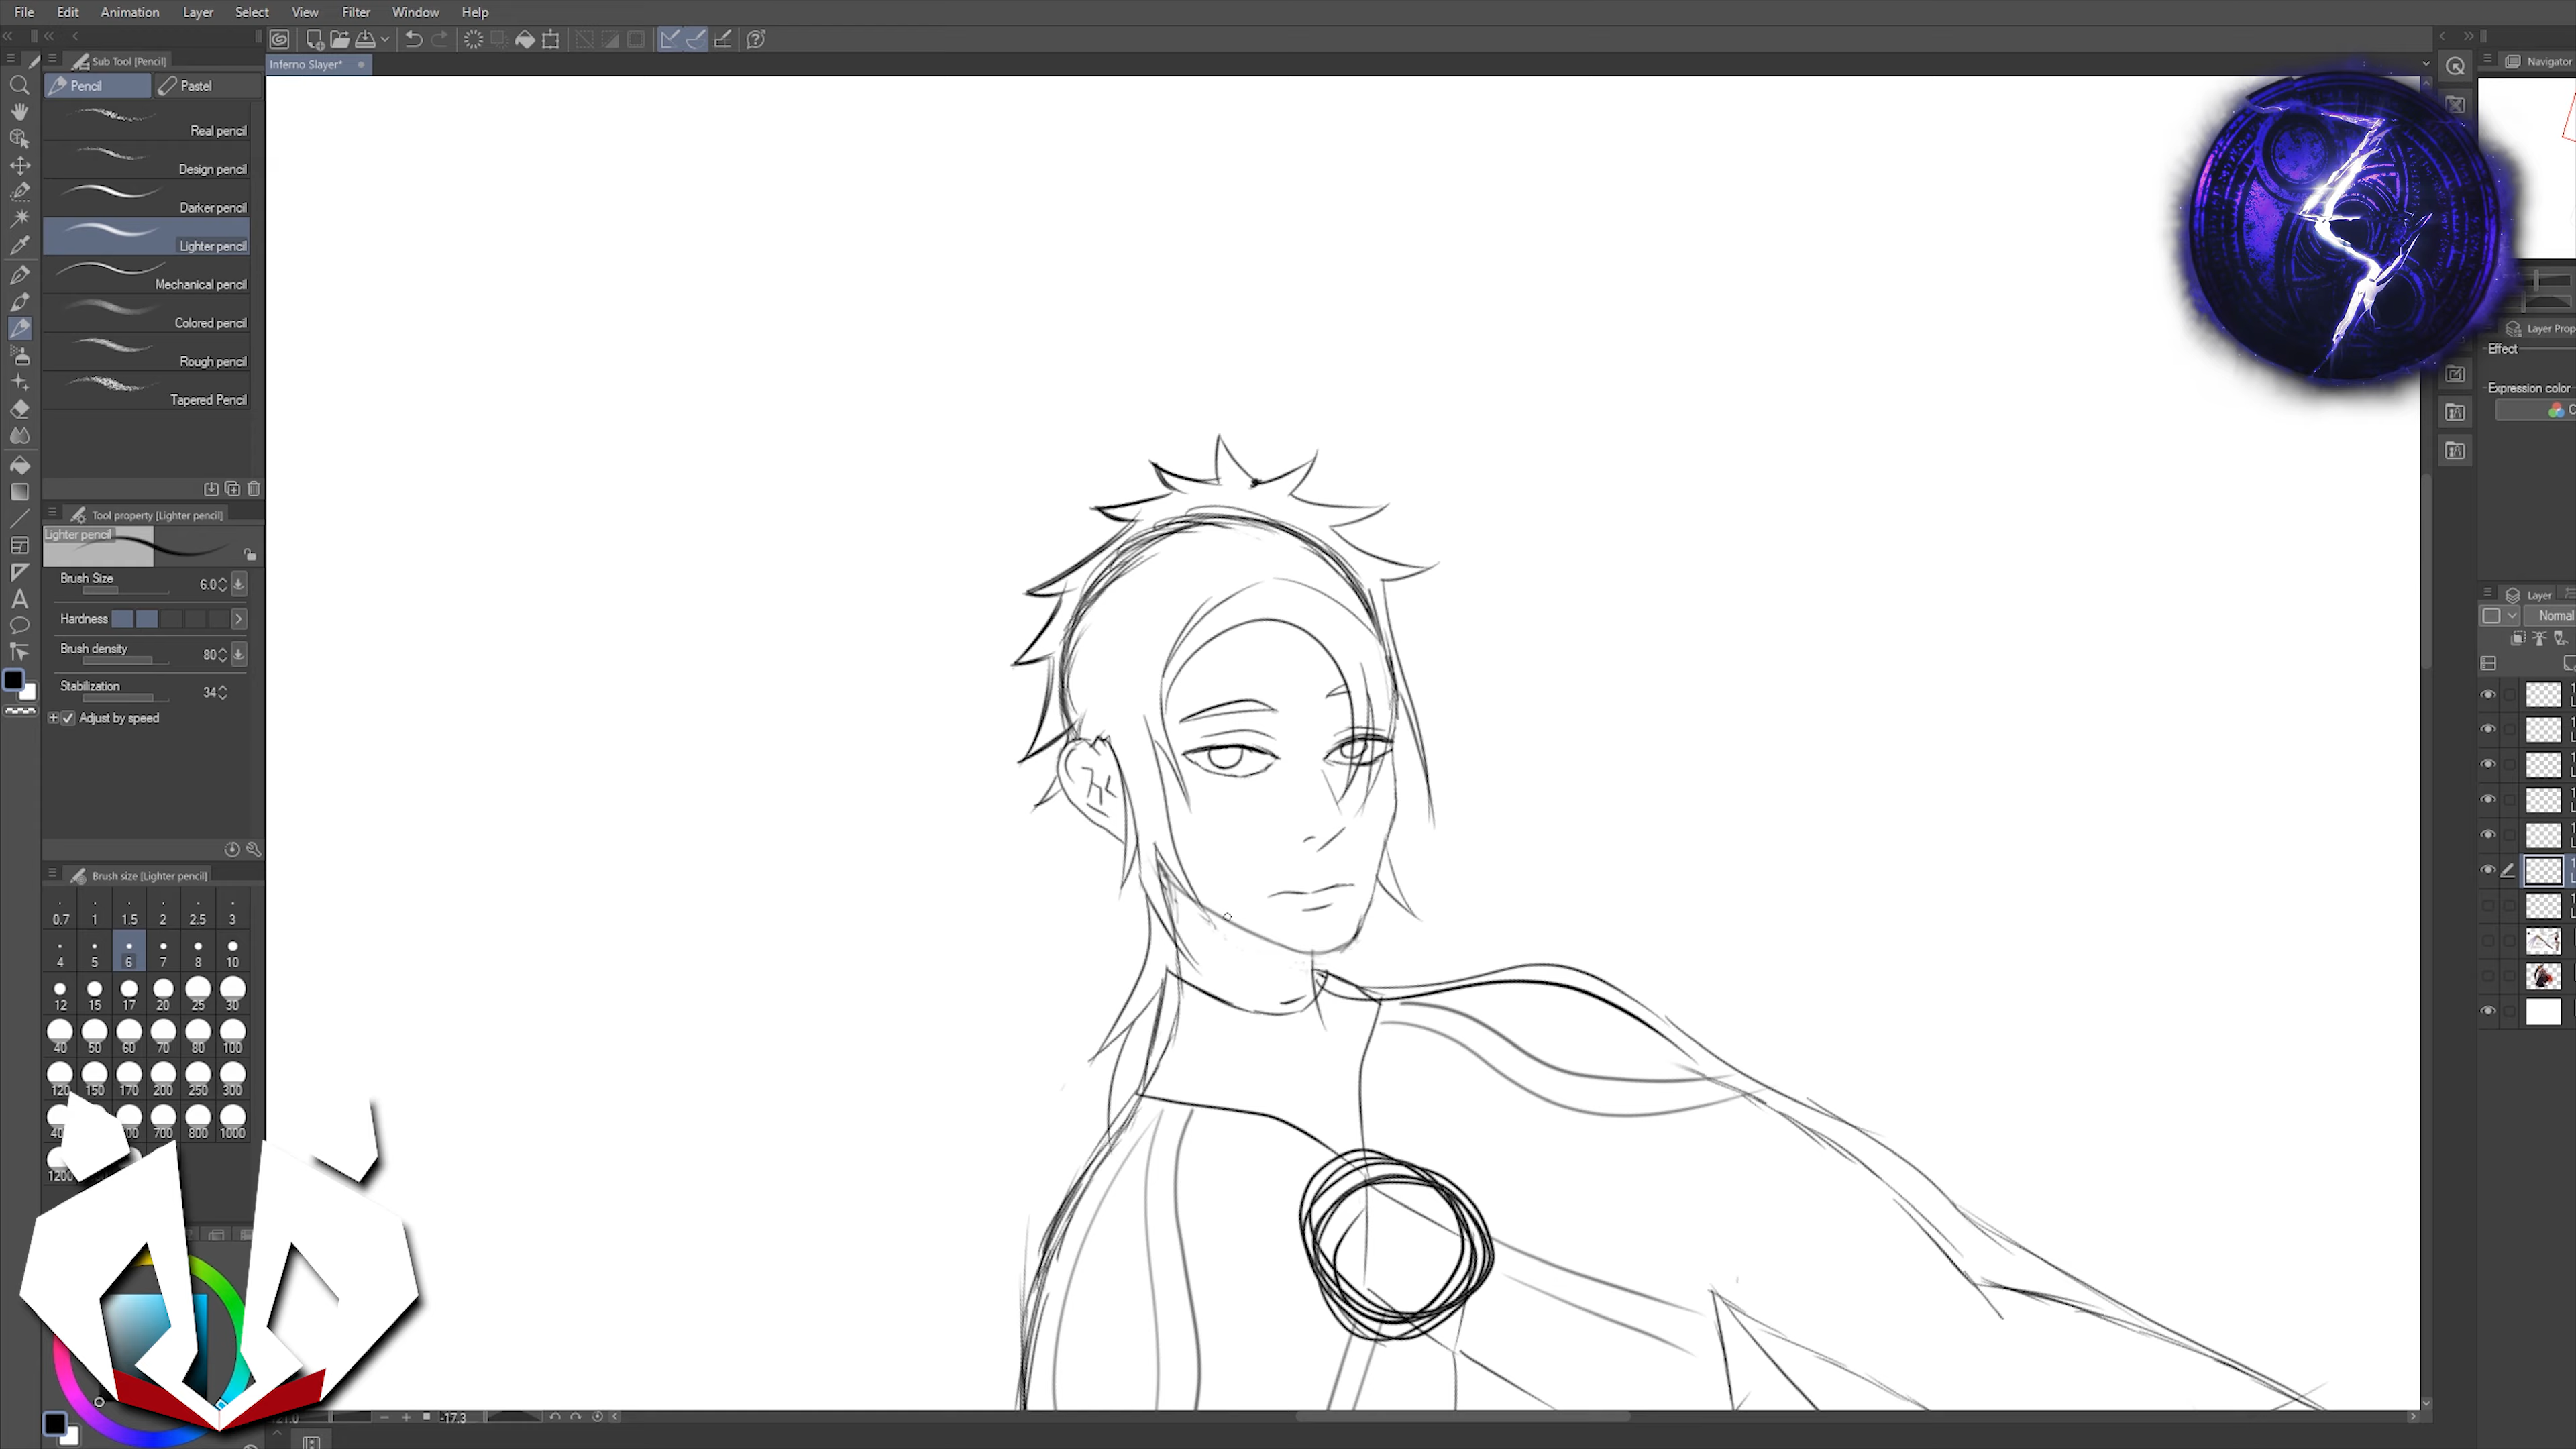 File Edit Animation Layer Select View Filter Window Help
Inferno Slayer*
Sub Tool [Pencil]
Pencil Pastel
Real pencil
Design pencil
Darker pencil
Lighter pencil
Mechanical pencil
Colored pencil
Rough pencil
Tapered Pencil
Tool property [Lighter pencil]
Lighter pencil
Brush Size 6.0
Hardness
Brush density 80
Stabilization 34
Adjust by speed
Brush size [Lighter pencil]
0.7 1 1.5 2 2.5 3
4 5 6 7 8 10
12 15 17 20 25 30
40 50 60 70 80 100
120 150 170 200 250 300
700 800 1000
1200
-17.3
Navigator
Layer Prop
Effect
Expression color
Layer
Normal